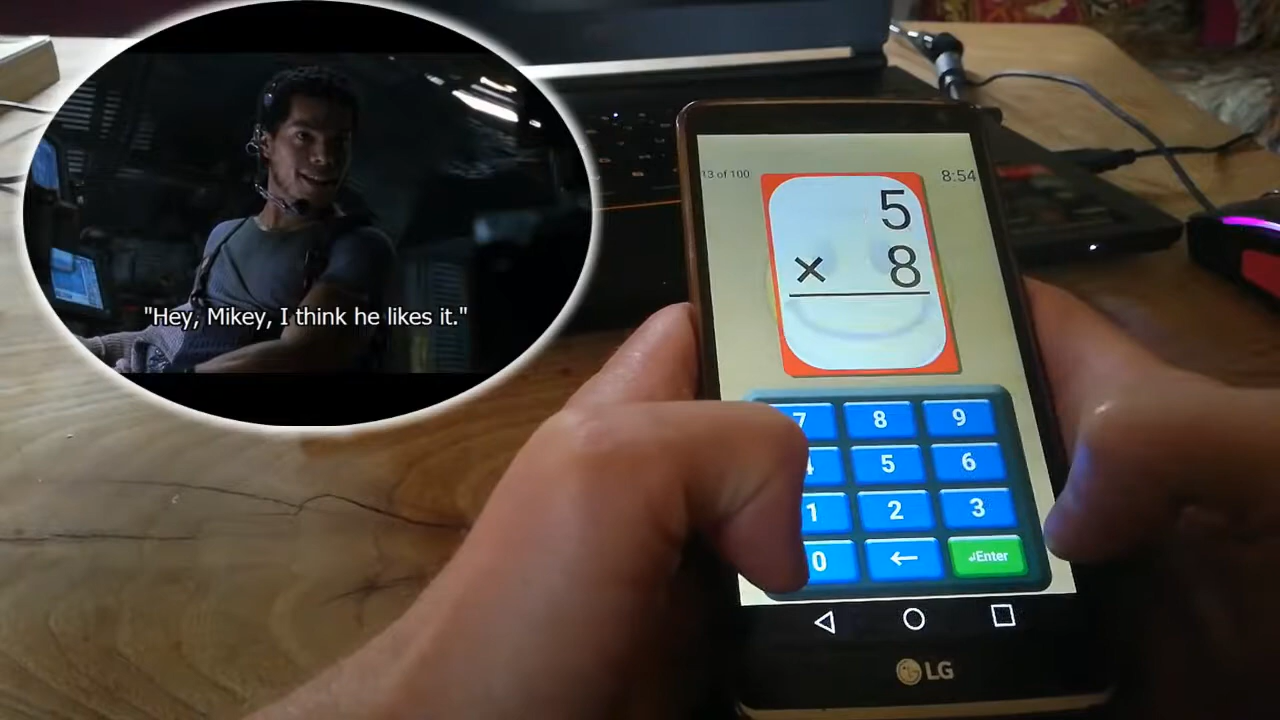 "Hey, Mikey, I think he likes it."
13 of 100
8:54
5
× 8
7 8 9
4 5 6
1 2 3
0 ← ↲Enter
LG